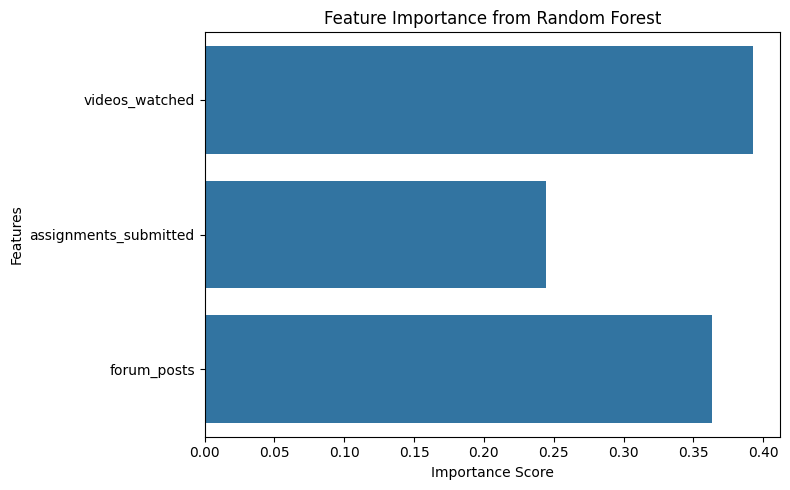 Feature Importance from Random Forest
Features
videos_watched
assignments_submitted
forum_posts
0.00 0.05 0.10 0.15 0.20 0.25 0.30 0.35 0.40
Importance Score